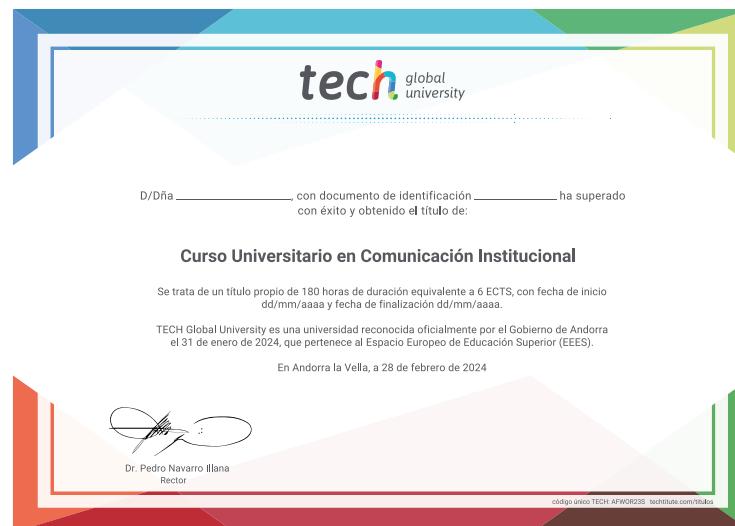 tech global university
D/Dña ____________, con documento de identificación ____________ ha superado
con éxito y obtenido el título de:
Curso Universitario en Comunicación Institucional
Se trata de un título propio de 180 horas de duración equivalente a 6 ECTS, con fecha de inicio
dd/mm/aaaa y fecha de finalización dd/mm/aaaa.
TECH Global University es una universidad reconocida oficialmente por el Gobierno de Andorra
el 31 de enero de 2024, que pertenece al Espacio Europeo de Educación Superior (EEES).
En Andorra la Vella, a 28 de febrero de 2024
Dr. Pedro Navarro Illana
Rector
código único TECH: AFWOR23S techtitute.com/titulos